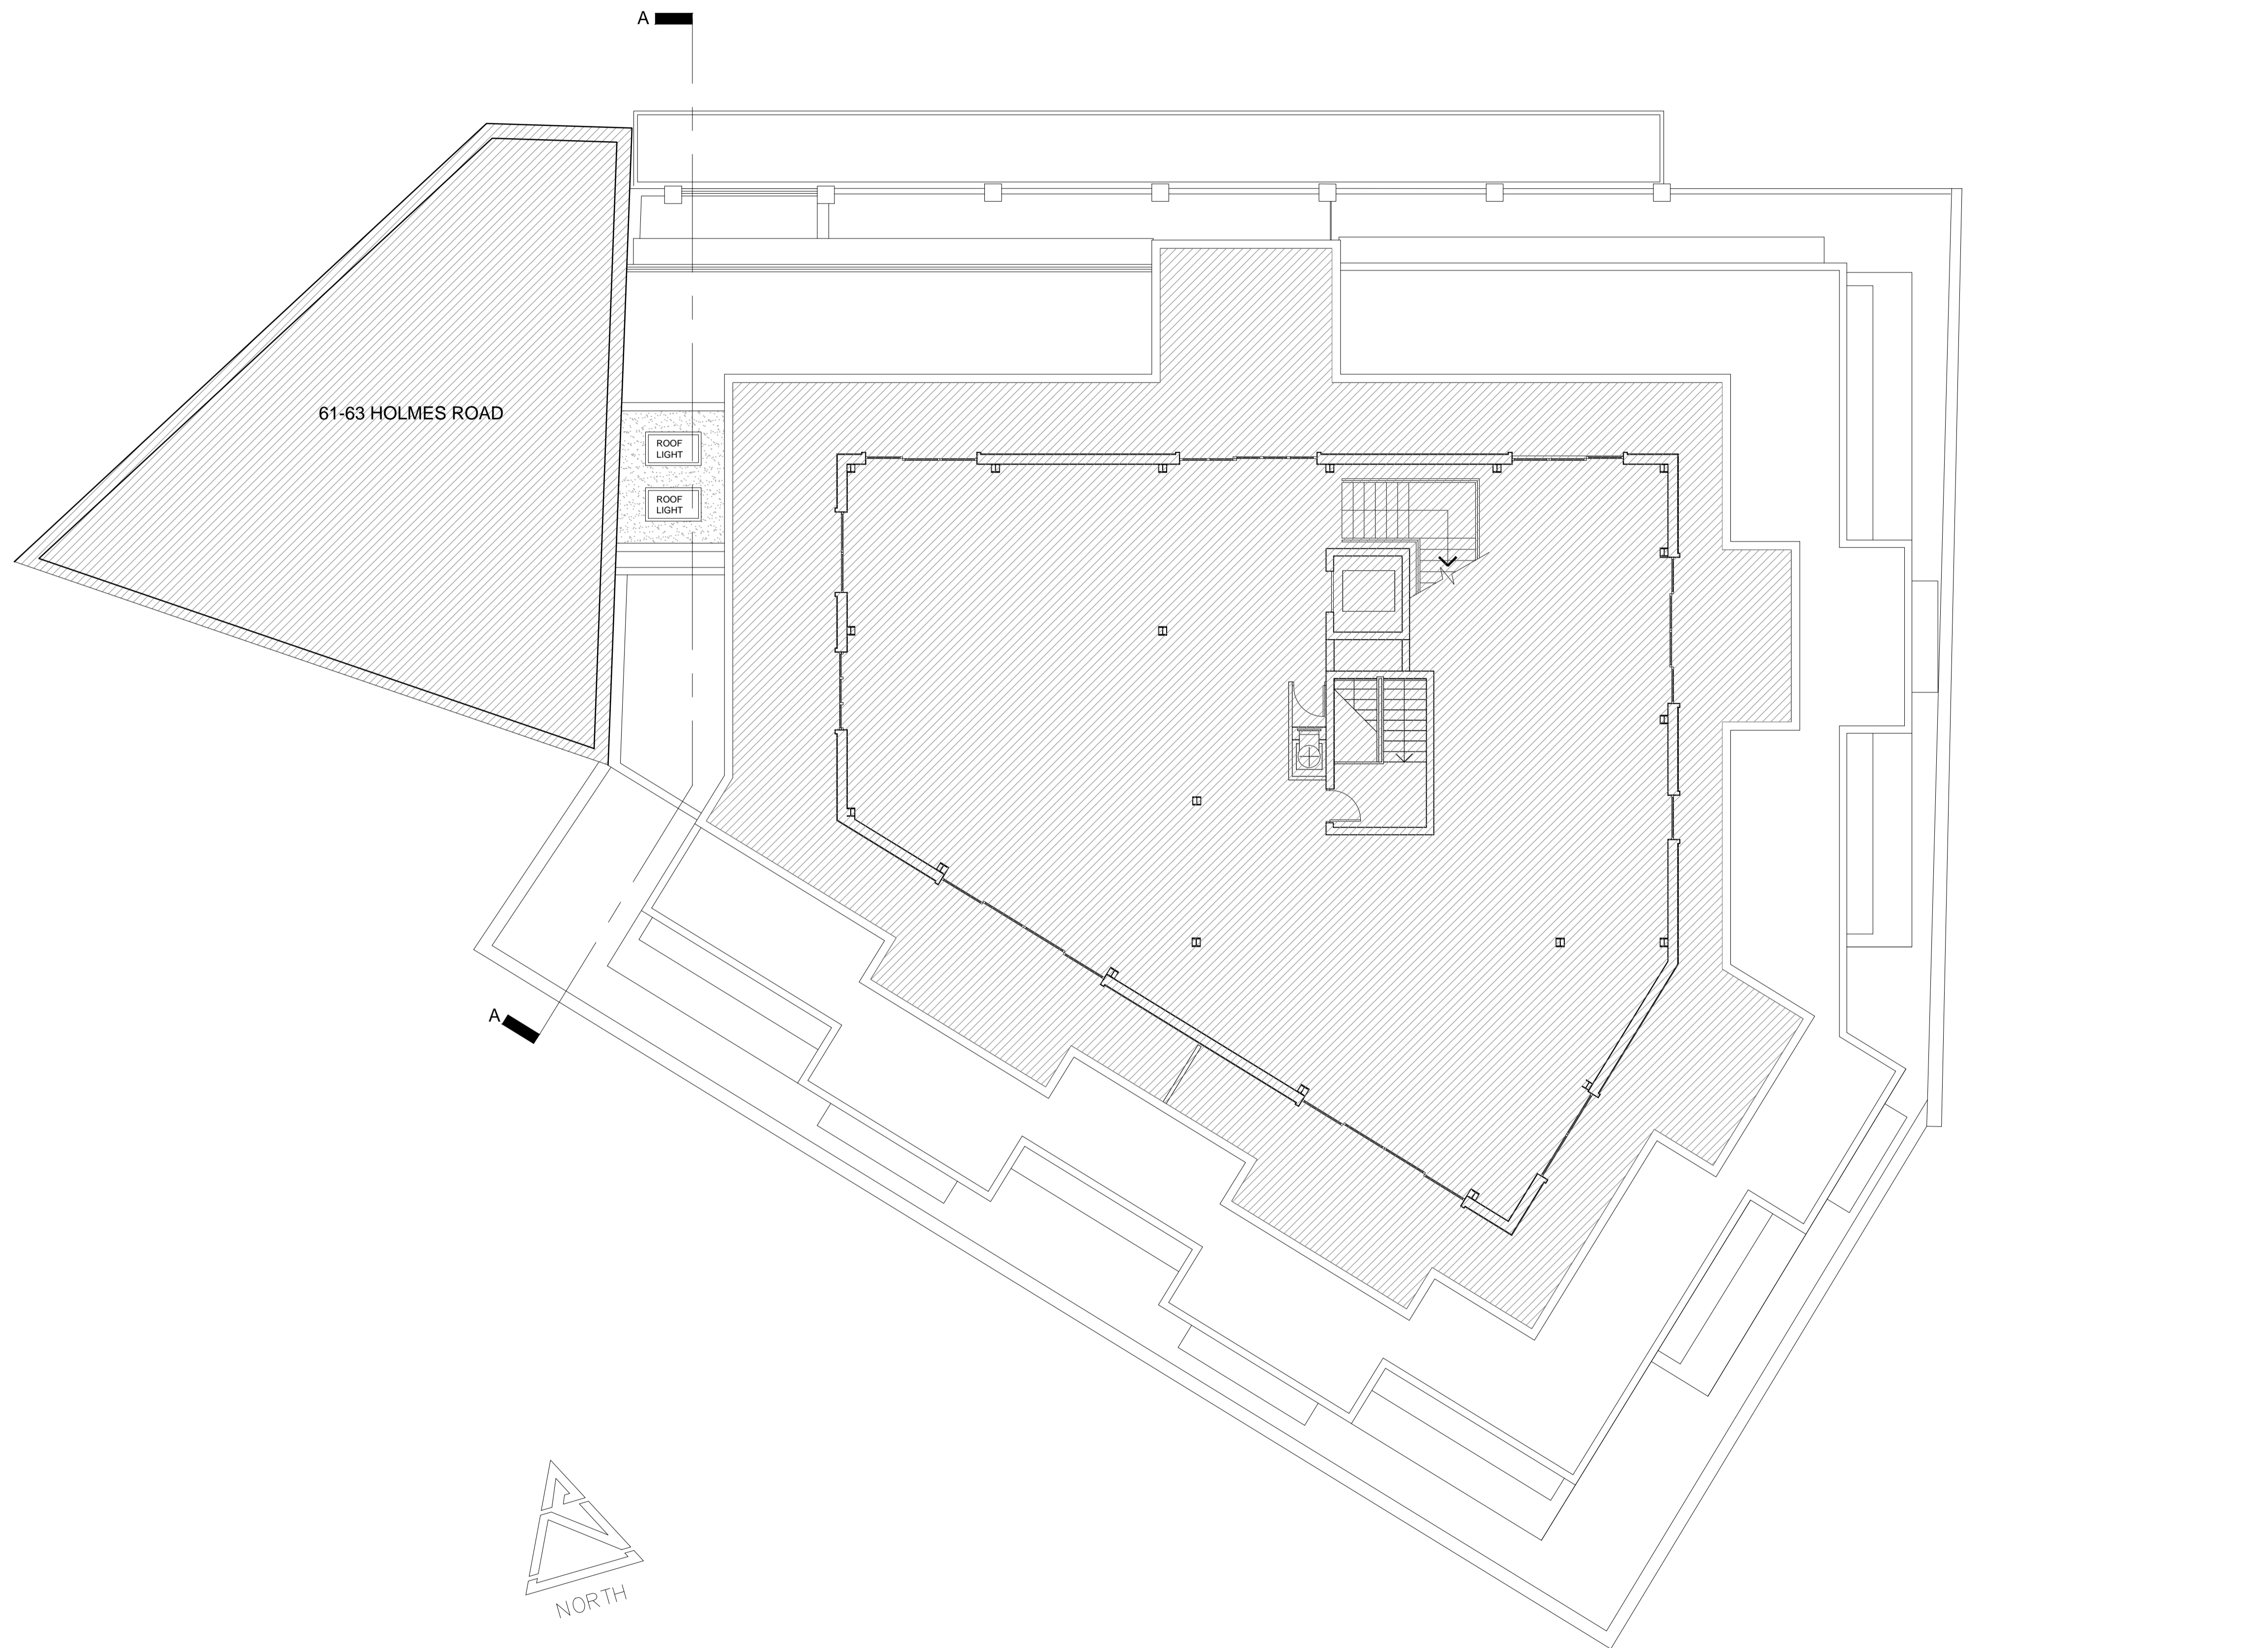 A
61-63 HOLMES ROAD
ROOF
LIGHT
ROOF
LIGHT
A
NORTH